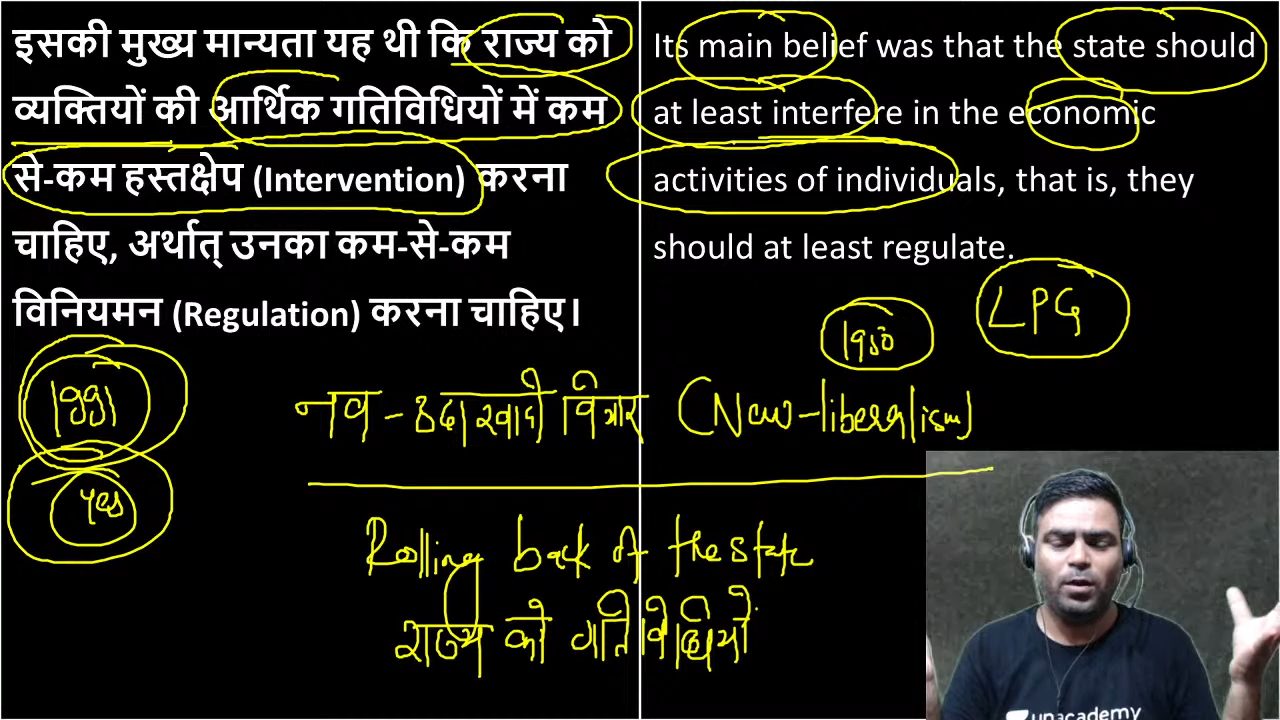 इसकी मुख्य मान्यता यह थी कि राज्य को
व्यक्तियों की आर्थिक गतिविधियों में कम
से-कम हस्तक्षेप (Intervention) करना
चाहिए, अर्थात् उनका कम-से-कम
विनियमन (Regulation) करना चाहिए।
Its main belief was that the state should
at least interfere in the economic
activities of individuals, that is, they
should at least regulate.
LPG
1950
1991
नव - उदारवादी विचार (New-liberalism)
Yes
Rolling back of the state
राज्य की गतिविधियों
unacademy